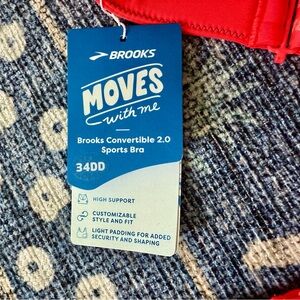 BROOKS
MOVES
with me
Brooks Convertible 2.0
Sports Bra
34DD
HIGH SUPPORT
CUSTOMIZABLE
STYLE AND FIT
LIGHT PADDING FOR ADDED
SECURITY AND SHAPING